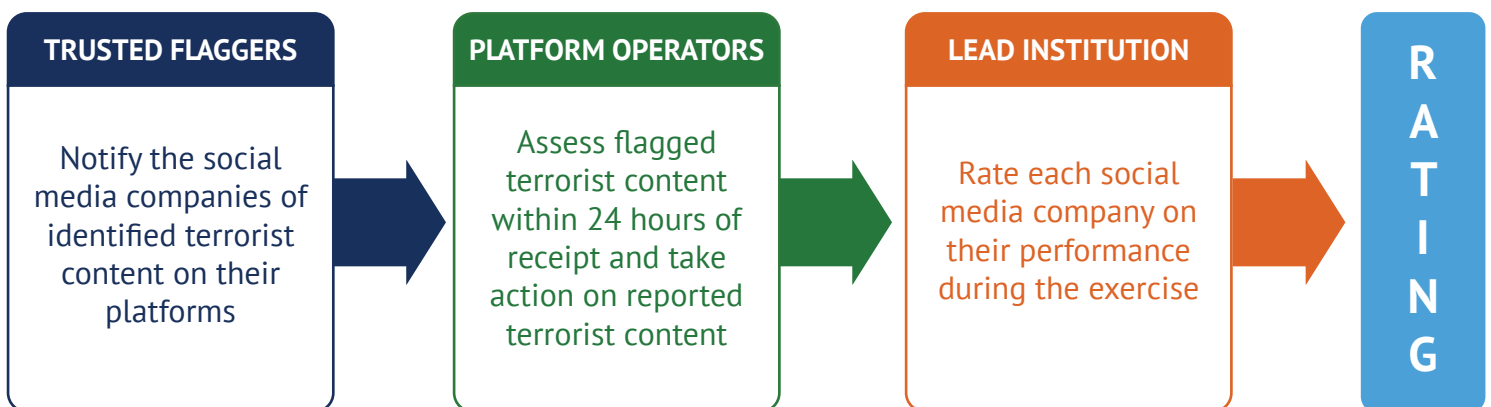 TRUSTED FLAGGERS
Notify the social
media companies of
identified terrorist
content on their
platforms
PLATFORM OPERATORS
Assess flagged
terrorist content
within 24 hours of
receipt and take
action on reported
terrorist content
LEAD INSTITUTION
Rate each social
media company on
their performance
during the exercise
R
A
T
I
N
G